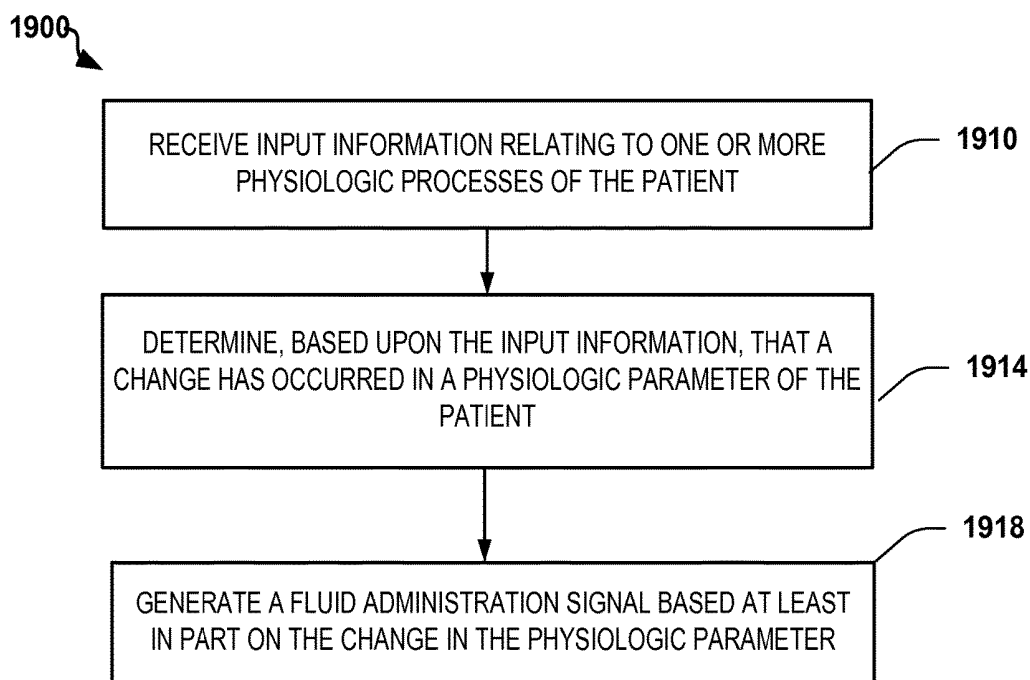 1900
RECEIVE INPUT INFORMATION RELATING TO ONE OR MORE
PHYSIOLOGIC PROCESSES OF THE PATIENT
1910
DETERMINE, BASED UPON THE INPUT INFORMATION, THAT A
CHANGE HAS OCCURRED IN A PHYSIOLOGIC PARAMETER OF THE
PATIENT
1914
1918
GENERATE A FLUID ADMINISTRATION SIGNAL BASED AT LEAST
IN PART ON THE CHANGE IN THE PHYSIOLOGIC PARAMETER